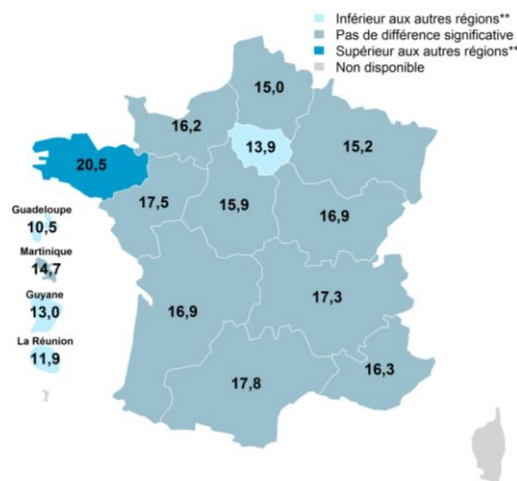 Inférieur aux autres régions**
Pas de différence significative
Supérieur aux autres régions**
Non disponible
15,0
16,2
13,9
15,2
20,5
17,5
15,9
16,9
Guadeloupe
10,5
Martinique
14,7
Guyane
13,0
La Réunion
11,9
16,9
17,3
16,3
17,8